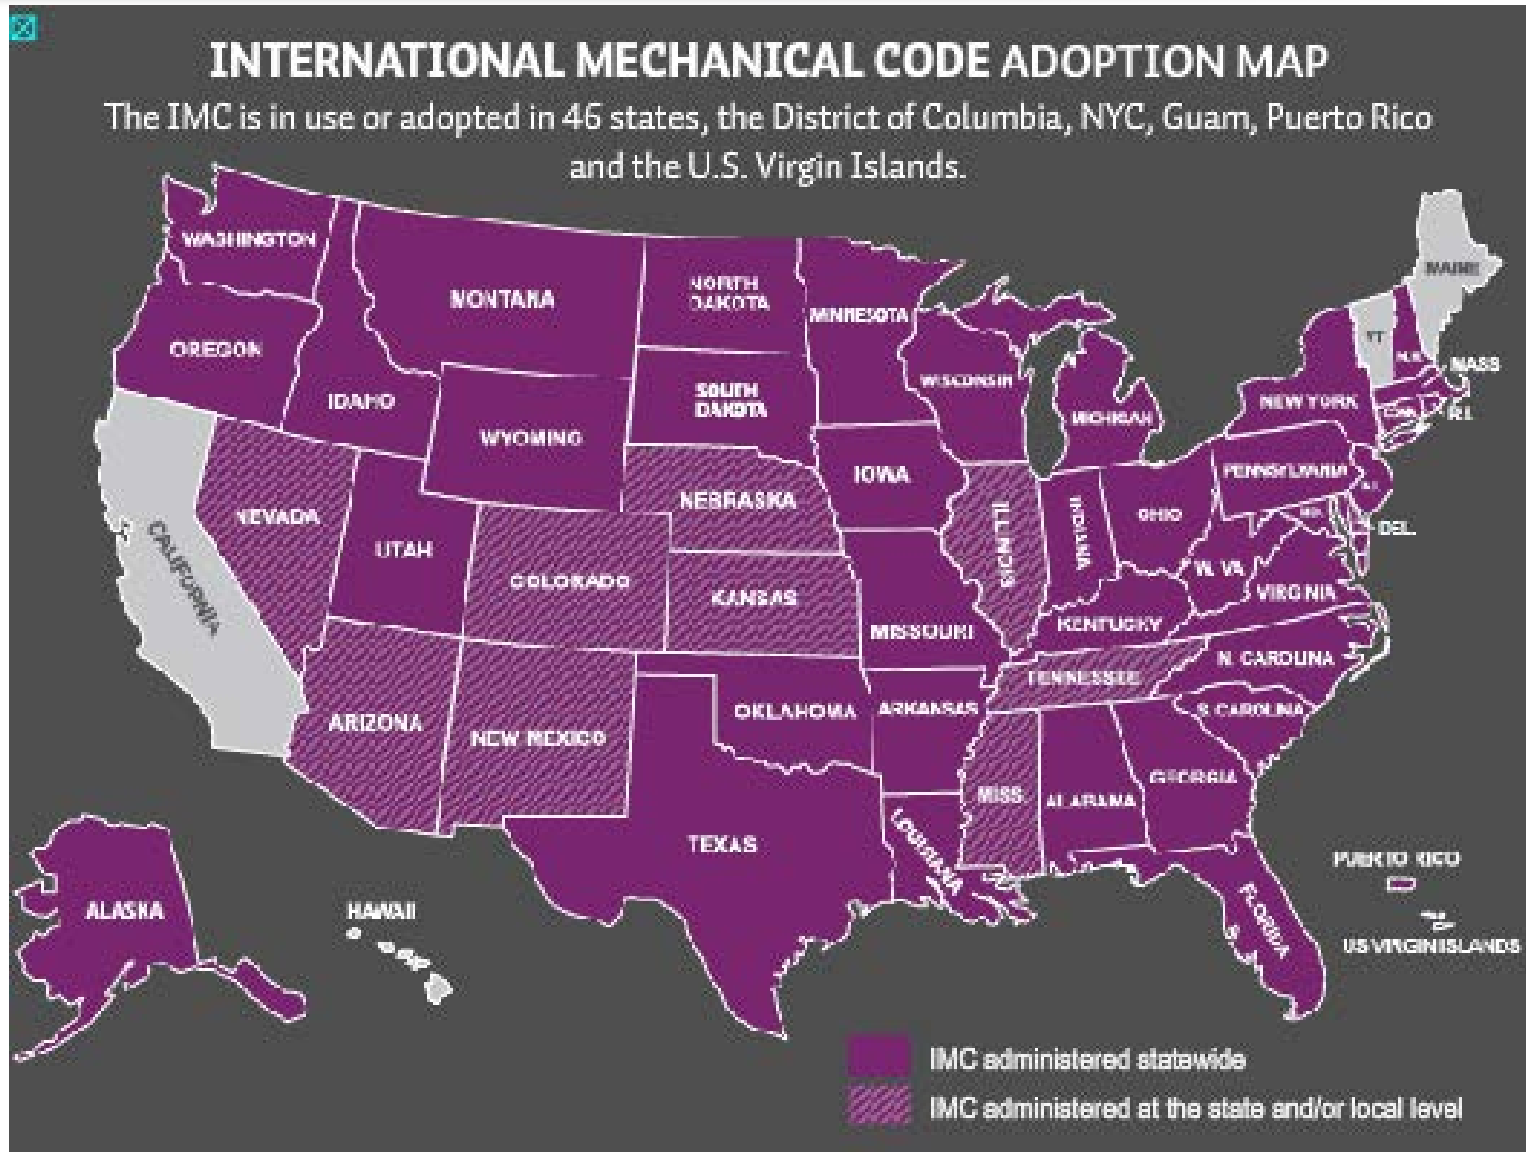 INTERNATIONAL MECHANICAL CODE ADOPTION MAP
The IMC is in use or adopted in 46 states, the District of Columbia, NYC, Guam, Puerto Rico
and the U.S. Virgin Islands.
WASHINGTON
MONTANA
NORTH
DAKOTA
MINNESOTA
MAINE
VT
N.H.
MASS
OREGON
IDAHO
WYOMING
SOUTH
DAKOTA
WISCONSIN
MICHIGAN
NEW YORK
CONN.
R.I.
NEVADA
UTAH
COLORADO
NEBRASKA
KANSAS
IOWA
ILLINOIS
INDIANA
OHIO
PENNSYLVANIA
N.J.
MD.
DEL.
CALIFORNIA
MISSOURI
KENTUCKY
W. VA
VIRGINIA
ARIZONA
NEW MEXICO
OKLAHOMA
ARKANSAS
TENNESSEE
N. CAROLINA
S. CAROLINA
TEXAS
LOUISIANA
MISS.
ALABAMA
GEORGIA
FLORIDA
ALASKA
HAWAII
PUERTO RICO
US VIRGIN ISLANDS
IMC administered statewide
IMC administered at the state and/or local level